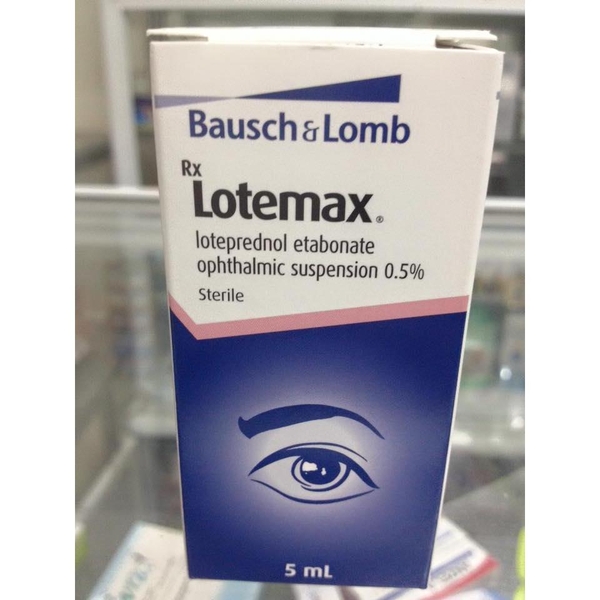 Bausch & Lomb
Rx
Lotemax®
loteprednol etabonate
ophthalmic suspension 0.5%
Sterile
5 mL